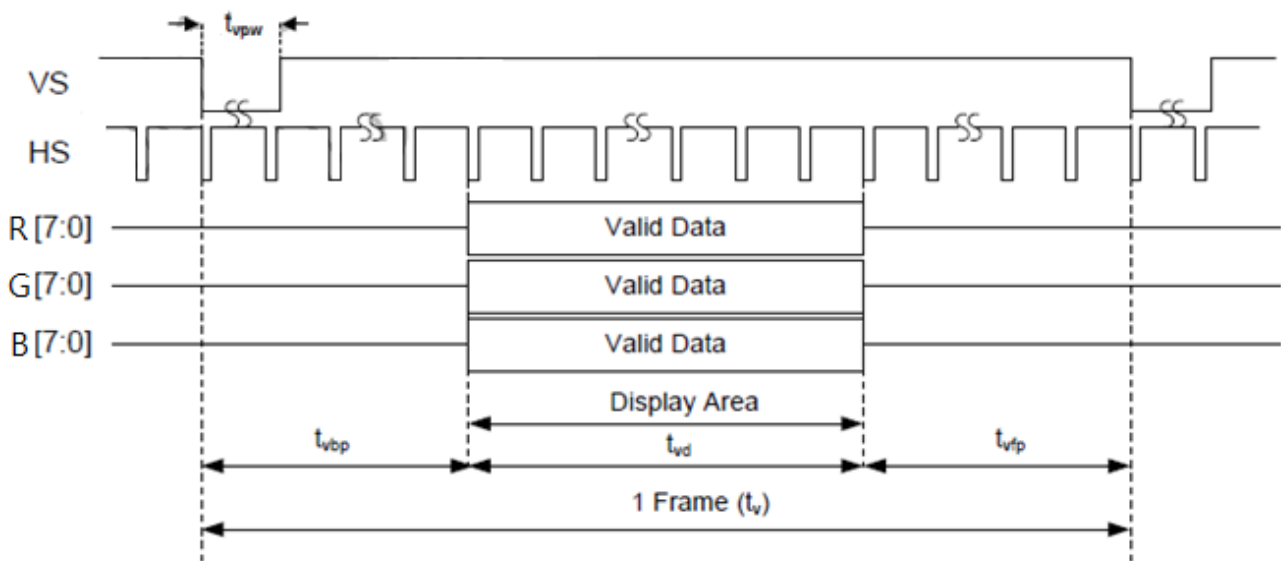 tvpw
VS
HS
R [7:0] Valid Data
G[7:0] Valid Data
B [7:0] Valid Data
Display Area
tvbp tvd tvfp
1 Frame (tv)